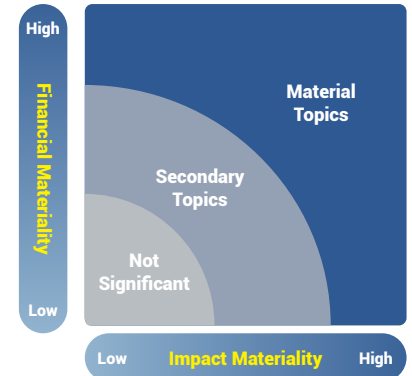 High
Financial Materiality
Low
Material
Topics
Secondary
Topics
Not
Significant
Low
Impact Materiality
High